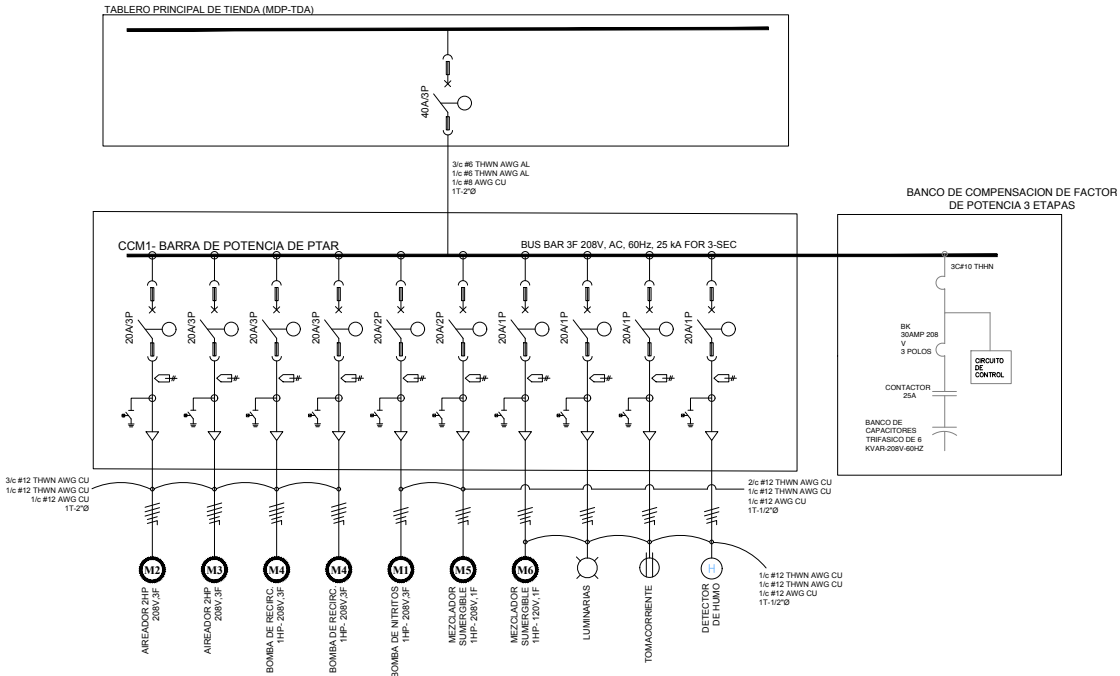 TABLERO PRINCIPAL DE TIENDA (MDP-TDA)
40A/3P
3/c #6 THWN AWG AL
1/c #6 THWN AWG AL
1/c #8 AWG CU
1T-2"Ø
BANCO DE COMPENSACION DE FACTOR
DE POTENCIA 3 ETAPAS
CCM1- BARRA DE POTENCIA DE PTAR
BUS BAR 3F 208V, AC, 60Hz, 25 kA FOR 3-SEC
3C#10 THHN
20A/3P
20A/3P
20A/3P
20A/3P
20A/2P
20A/2P
20A/1P
20A/1P
20A/1P
20A/1P
BK
30AMP 208
V
3 POLOS
CIRCUITO
DE
CONTROL
CONTACTOR
25A
BANCO DE
CAPACITORES
TRIFASICO DE 6
KVAR-208V-60HZ
3/c #12 THWN AWG CU
1/c #12 THWN AWG CU
1/c #12 AWG CU
1T-2"Ø
2/c #12 THWN AWG CU
1/c #12 THWN AWG CU
1/c #12 AWG CU
1T-1/2"Ø
M2
M3
M4
M4
M1
M5
M6
H
1/c #12 THWN AWG CU
1/c #12 THWN AWG CU
1/c #12 AWG CU
1T-1/2"Ø
AIREADOR 2HP
208V,3F
AIREADOR 2HP
208V,3F
BOMBA DE RECIRC.
1HP- 208V,3F
BOMBA DE RECIRC.
1HP- 208V,3F
BOMBA DE NITRITOS
1HP- 208V,3F
MEZCLADOR
SUMERGIBLE
1HP- 208V,1F
MEZCLADOR
SUMERGIBLE
1HP- 120V,1F
LUMINARIAS
TOMACORRIENTE
DETECTOR
DE HUMO